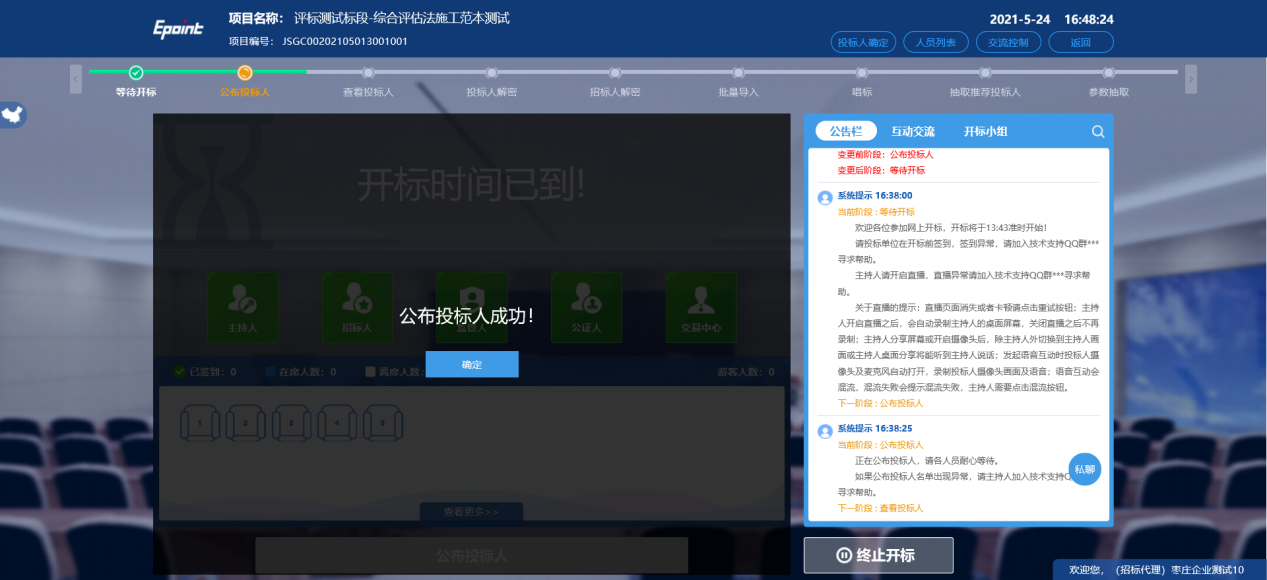 Epoint
项目名称： 评标测试标段-综合评估法施工范本测试
项目编号： JSGC00202105013001001
2021-5-24 16:48:24
投标人确定 人员列表 交流控制 返回
等待开标 公布投标人 查看投标人 投标人解密 招标人解密 批量导入 唱标 抽取推荐投标人 参数抽取
开标时间已到!
主持人 招标人 监管人 公证人 交易中心
公布投标人成功！
确定
已签到：0 在席人数：0 离席人数： 游客人数：0
1 2 3 4 5
查看更多>>
公布投标人
公告栏 互动交流 开标小组
变更前阶段：公布投标人
变更后阶段：等待开标
系统提示 16:38:00
当前阶段 : 等待开标
欢迎各位参加网上开标，开标将于13:43准时开始！
请投标单位在开标前签到，签到异常，请加入技术支持QQ群***
寻求帮助。
主持人请开启直播，直播异常请加入技术支持QQ群***寻求帮
助。
关于直播的提示：直播页面消失或者卡顿请点击重试按钮；主持
人开启直播之后，会自动录制主持人的桌面屏幕，关闭直播之后不再
录制；主持人分享屏幕或开启摄像头后，除主持人外切换到主持人画
面或主持人桌面分享将能听到主持人说话；发起语音互动时投标人摄
像头及麦克风自动打开，录制投标人摄像头画面及语音；语音互动会
混流，混流失败会提示混流失败，主持人需要点击混流按钮。
下一阶段 : 公布投标人
系统提示 16:38:25
当前阶段 : 公布投标人
正在公布投标人，请各人员耐心等待。
如果公布投标人名单出现异常，请主持人加入技术支持Q
寻求帮助。
下一阶段 : 查看投标人
私聊
终止开标
欢迎您，（招标代理）枣庄企业测试10